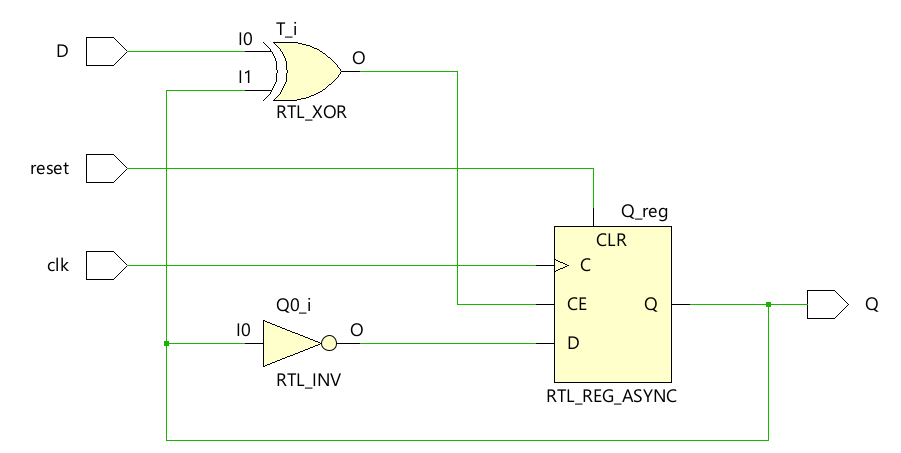 T_i
D
I0
O
I1
RTL_XOR
reset
Q_reg
CLR
clk
C
Q0_i
CE
Q
Q
I0
O
D
RTL_INV
RTL_REG_ASYNC